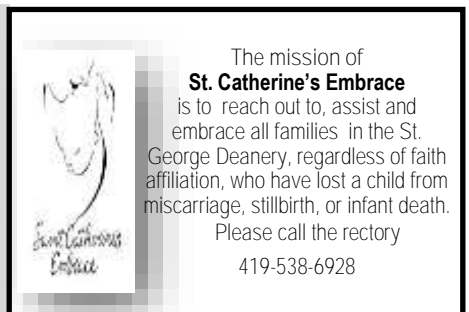 The mission of
St. Catherine's Embrace
is to reach out to, assist and
embrace all families in the St.
George Deanery, regardless of faith
affiliation, who have lost a child from
miscarriage, stillbirth, or infant death.
Please call the rectory
419-538-6928
Saint Catherine's
Embrace